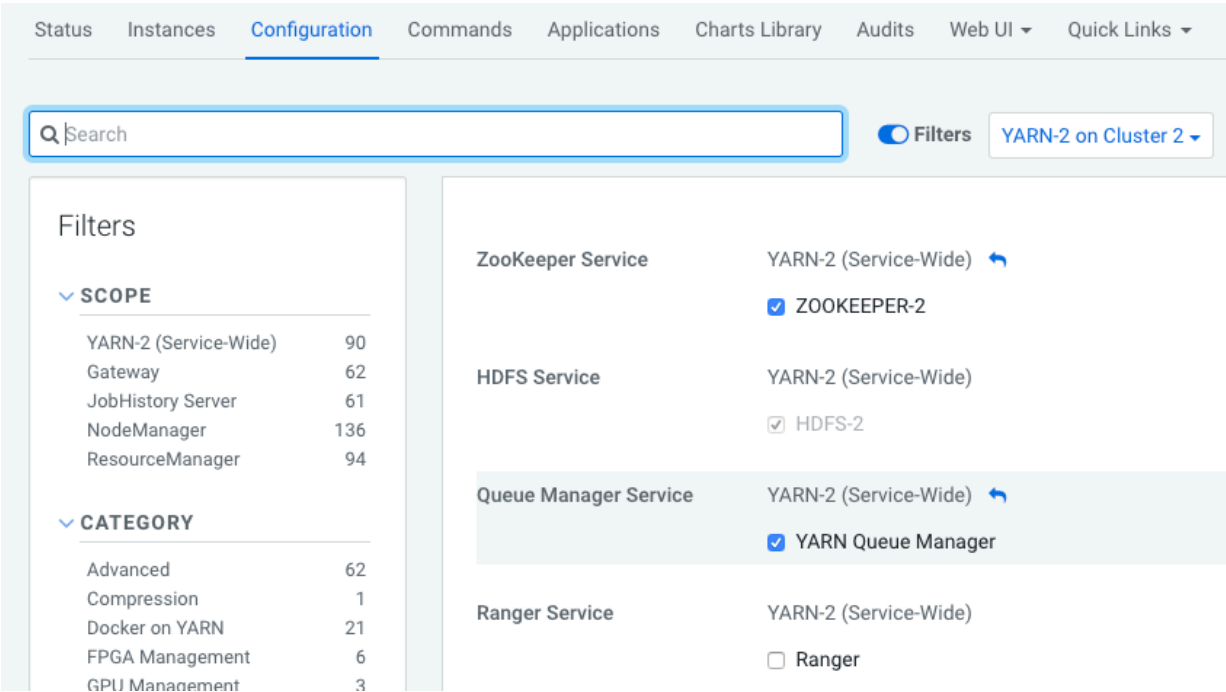 Status Instances Configuration Commands Applications Charts Library Audits Web UI Quick Links
Search
Filters
YARN-2 on Cluster 2
Filters
SCOPE
YARN-2 (Service-Wide) 90
Gateway 62
JobHistory Server 61
NodeManager 136
ResourceManager 94
CATEGORY
Advanced 62
Compression 1
Docker on YARN 21
FPGA Management 6
GPU Management 3
ZooKeeper Service YARN-2 (Service-Wide)
ZOOKEEPER-2
HDFS Service YARN-2 (Service-Wide)
HDFS-2
Queue Manager Service YARN-2 (Service-Wide)
YARN Queue Manager
Ranger Service YARN-2 (Service-Wide)
Ranger